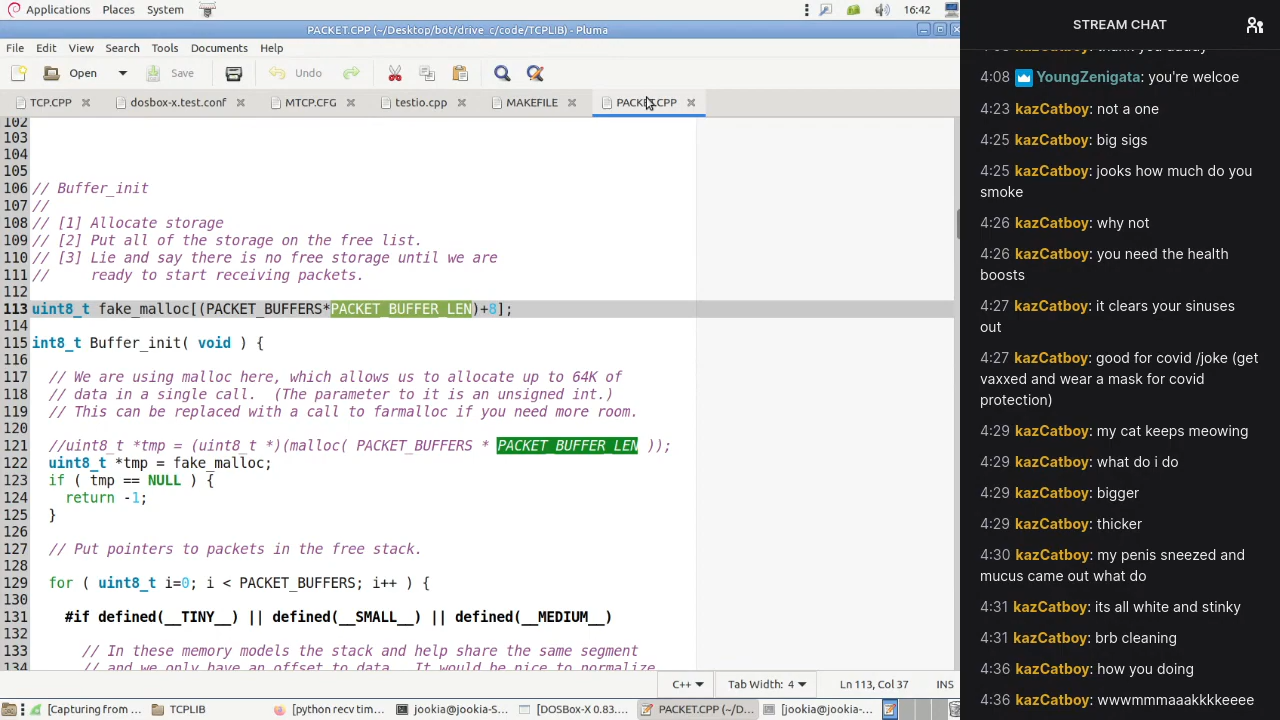 Applications Places System 16:42
PACKET.CPP (~/Desktop/bot/drive_c/code/TCPLIB) - Pluma
File Edit View Search Tools Documents Help
Open Save Undo
TCP.CPP dosbox-x.test.conf MTCP.CFG testio.cpp MAKEFILE PACKET.CPP
102
103
104
105
106 // Buffer_init
107 //
108 // [1] Allocate storage
109 // [2] Put all of the storage on the free list.
110 // [3] Lie and say there is no free storage until we are
111 //     ready to start receiving packets.
112
113 uint8_t fake_malloc[(PACKET_BUFFERS*PACKET_BUFFER_LEN)+8];
114
115 int8_t Buffer_init( void ) {
116
117 // We are using malloc here, which allows us to allocate up to 64K of
118 // data in a single call.  (The parameter to it is an unsigned int.)
119 // This can be replaced with a call to farmalloc if you need more room.
120
121 //uint8_t *tmp = (uint8_t *)(malloc( PACKET_BUFFERS * PACKET_BUFFER_LEN ));
122 uint8_t *tmp = fake_malloc;
123 if ( tmp == NULL ) {
124 return -1;
125 }
126
127 // Put pointers to packets in the free stack.
128
129 for ( uint8_t i=0; i < PACKET_BUFFERS; i++ ) {
130
131 #if defined(__TINY__) || defined(__SMALL__) || defined(__MEDIUM__)
132
133 // In these memory models the stack and help share the same segment
134 // and we only have an offset to data.  It would be nice to normalize
C++ Tab Width: 4 Ln 113, Col 37 INS
[Capturing from ... TCPLIB [python/mtermi... jookia@jookia-S... [DOSBox-X 0.83.... PACKET.CPP (~/D... [jookia@jookia-...
STREAM CHAT
4:08 YoungZenigata: you're welcoe
4:23 kazCatboy: not a one
4:25 kazCatboy: big sigs
4:25 kazCatboy: jooks how much do you
smoke
4:26 kazCatboy: why not
4:26 kazCatboy: you need the health
boosts
4:27 kazCatboy: it clears your sinuses
out
4:27 kazCatboy: good for covid /joke (get
vaxxed and wear a mask for covid
protection)
4:29 kazCatboy: my cat keeps meowing
4:29 kazCatboy: what do i do
4:29 kazCatboy: bigger
4:29 kazCatboy: thicker
4:30 kazCatboy: my penis sneezed and
mucus came out what do
4:31 kazCatboy: its all white and stinky
4:31 kazCatboy: brb cleaning
4:36 kazCatboy: how you doing
4:36 kazCatboy: wwwmmmaaakkkkeeee